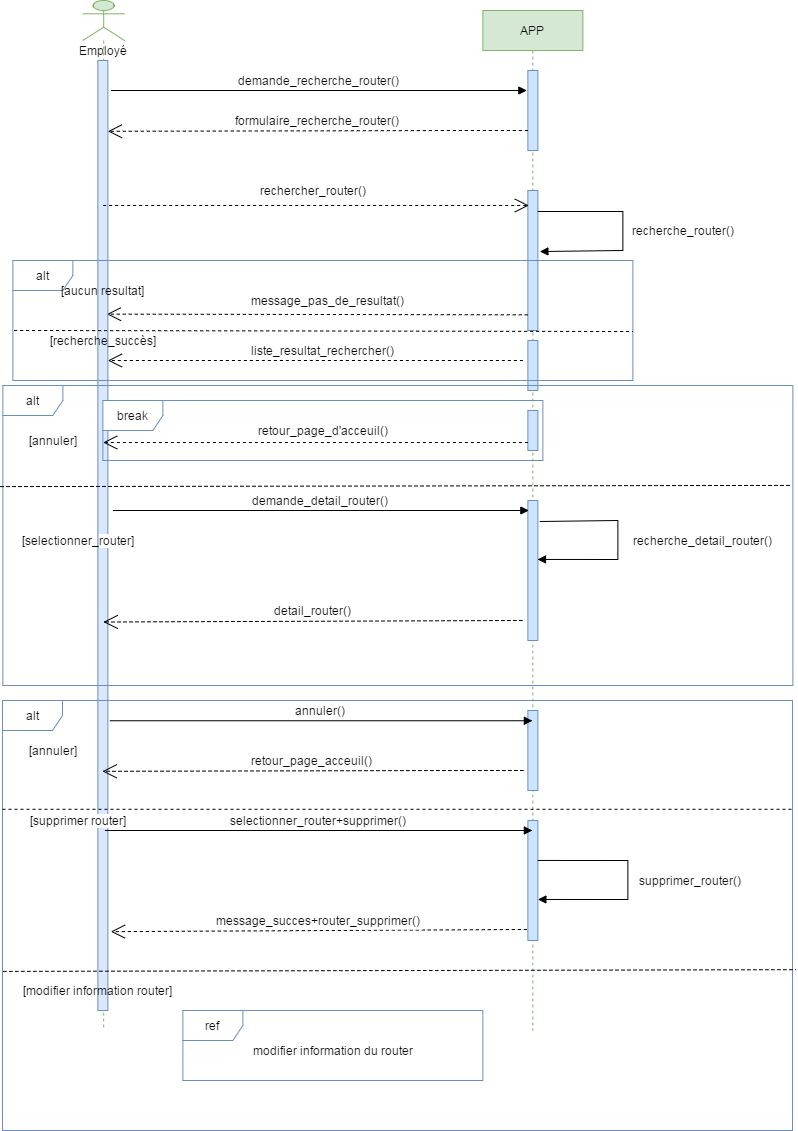 Employé
APP
demande_recherche_router()
formulaire_recherche_router()
rechercher_router()
recherche_router()
alt
[aucun resultat]
message_pas_de_resultat()
[recherche_succès]
liste_resultat_rechercher()
alt
break
[annuler]
retour_page_d'acceuil()
demande_detail_router()
[selectionner_router]
recherche_detail_router()
detail_router()
alt
annuler()
[annuler]
retour_page_acceuil()
[supprimer router]
selectionner_router+supprimer()
supprimer_router()
message_succes+router_supprimer()
[modifier information router]
ref
modifier information du router